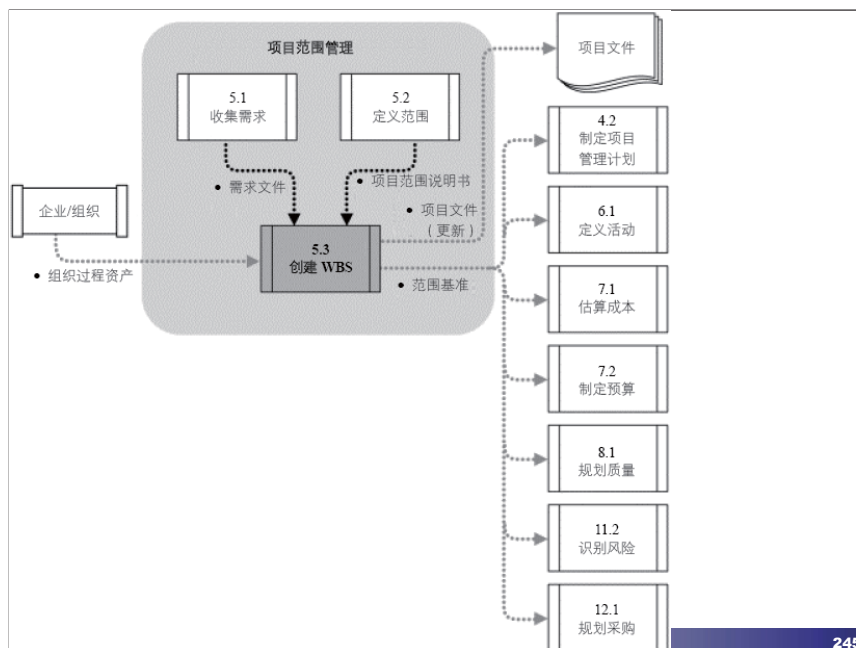 项目范围管理
项目文件
5.1
收集需求
5.2
定义范围
4.2
制定项目
管理计划
● 需求文件
● 项目范围说明书
企业/组织
● 项目文件
(更新)
6.1
定义活动
5.3
创建 WBS
● 组织过程资产
● 范围基准
7.1
估算成本
7.2
制定预算
8.1
规划质量
11.2
识别风险
12.1
规划采购
245